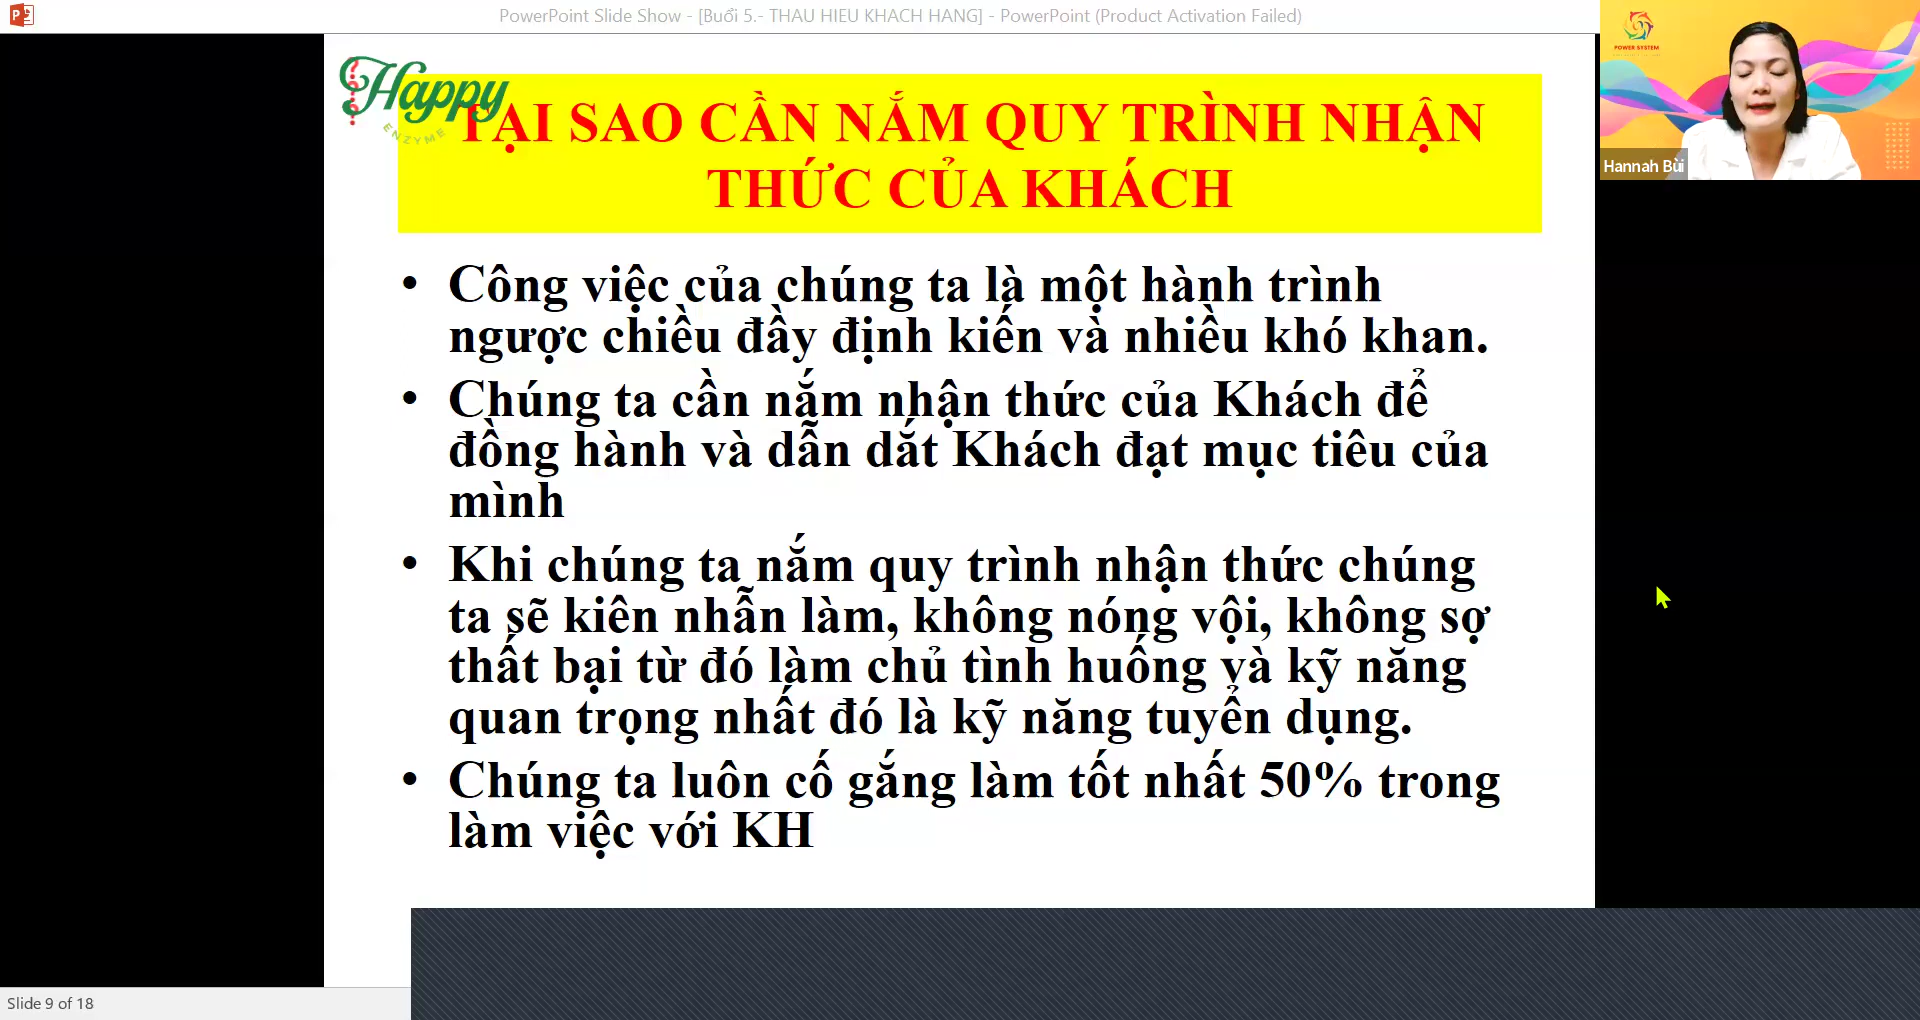 PowerPoint Slide Show - [Buổi 5.- THAU HIEU KHACH HANG] - PowerPoint (Product Activation Failed)
POWER SYSTEM
Hannah Bùi
Happy
ENZYME
TẠI SAO CẦN NẮM QUY TRÌNH NHẬN
THỨC CỦA KHÁCH
• Công việc của chúng ta là một hành trình
ngược chiều đầy định kiến và nhiều khó khan.
• Chúng ta cần nắm nhận thức của Khách để
đồng hành và dẫn dắt Khách đạt mục tiêu của
mình
• Khi chúng ta nắm quy trình nhận thức chúng
ta sẽ kiên nhẫn làm, không nóng vội, không sợ
thất bại từ đó làm chủ tình huống và kỹ năng
quan trọng nhất đó là kỹ năng tuyển dụng.
• Chúng ta luôn cố gắng làm tốt nhất 50% trong
làm việc với KH
Slide 9 of 18